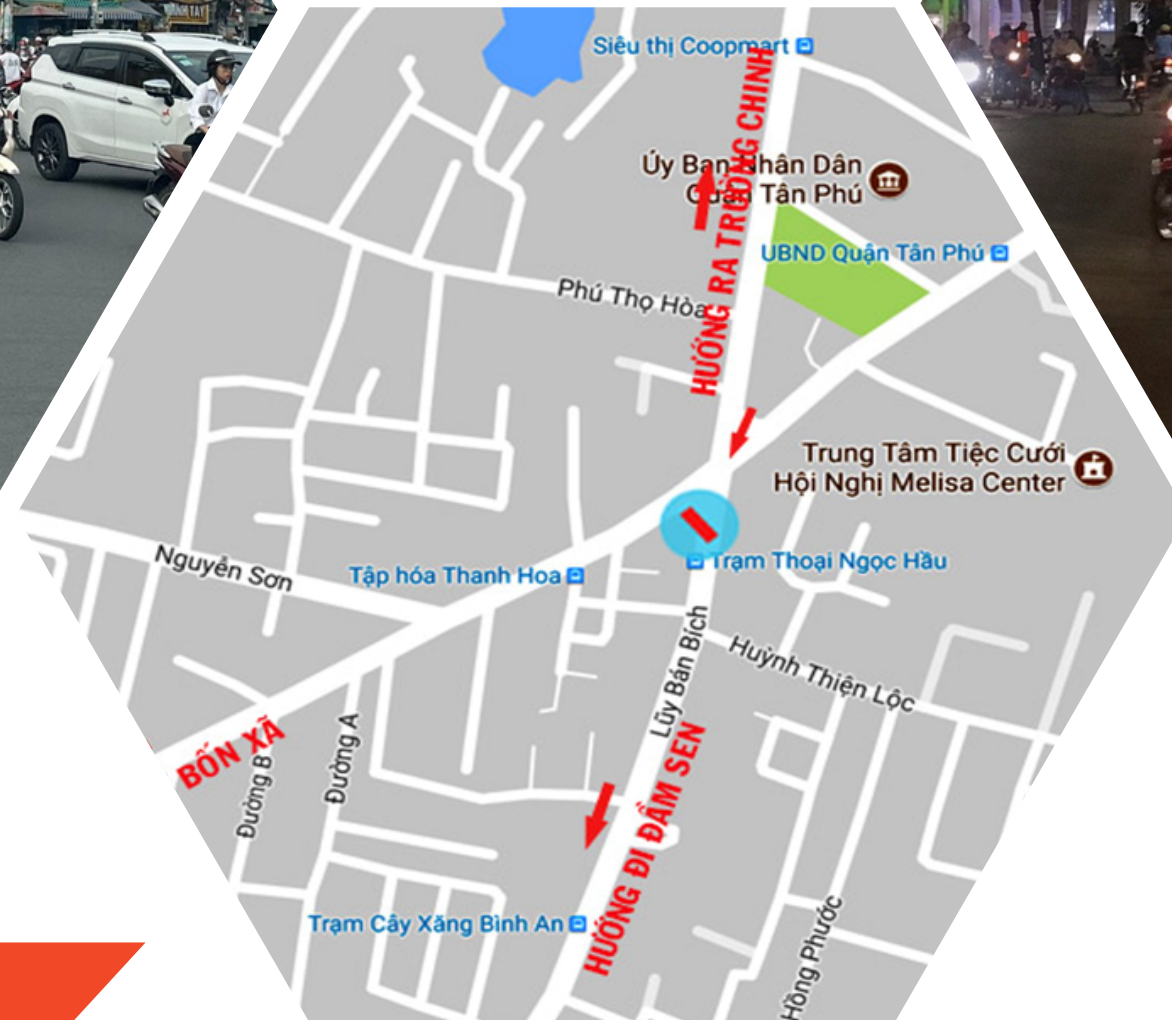 Siêu thị Coopmart
HƯỚNG RA TRƯỜNG CHINH
Ủy Ban Nhân Dân
Quận Tân Phú
UBND Quận Tân Phú
Phú Thọ Hòa
Trung Tâm Tiệc Cưới
Hội Nghị Melisa Center
Nguyễn Sơn
Tập hóa Thanh Hoa
Trạm Thoại Ngọc Hầu
Lũy Bán Bích
Huỳnh Thiện Lộc
BỐN XÃ
Đường B
Đường A
HƯỚNG ĐI ĐẦM SEN
Trạm Cây Xăng Bình An
Hồng Phước